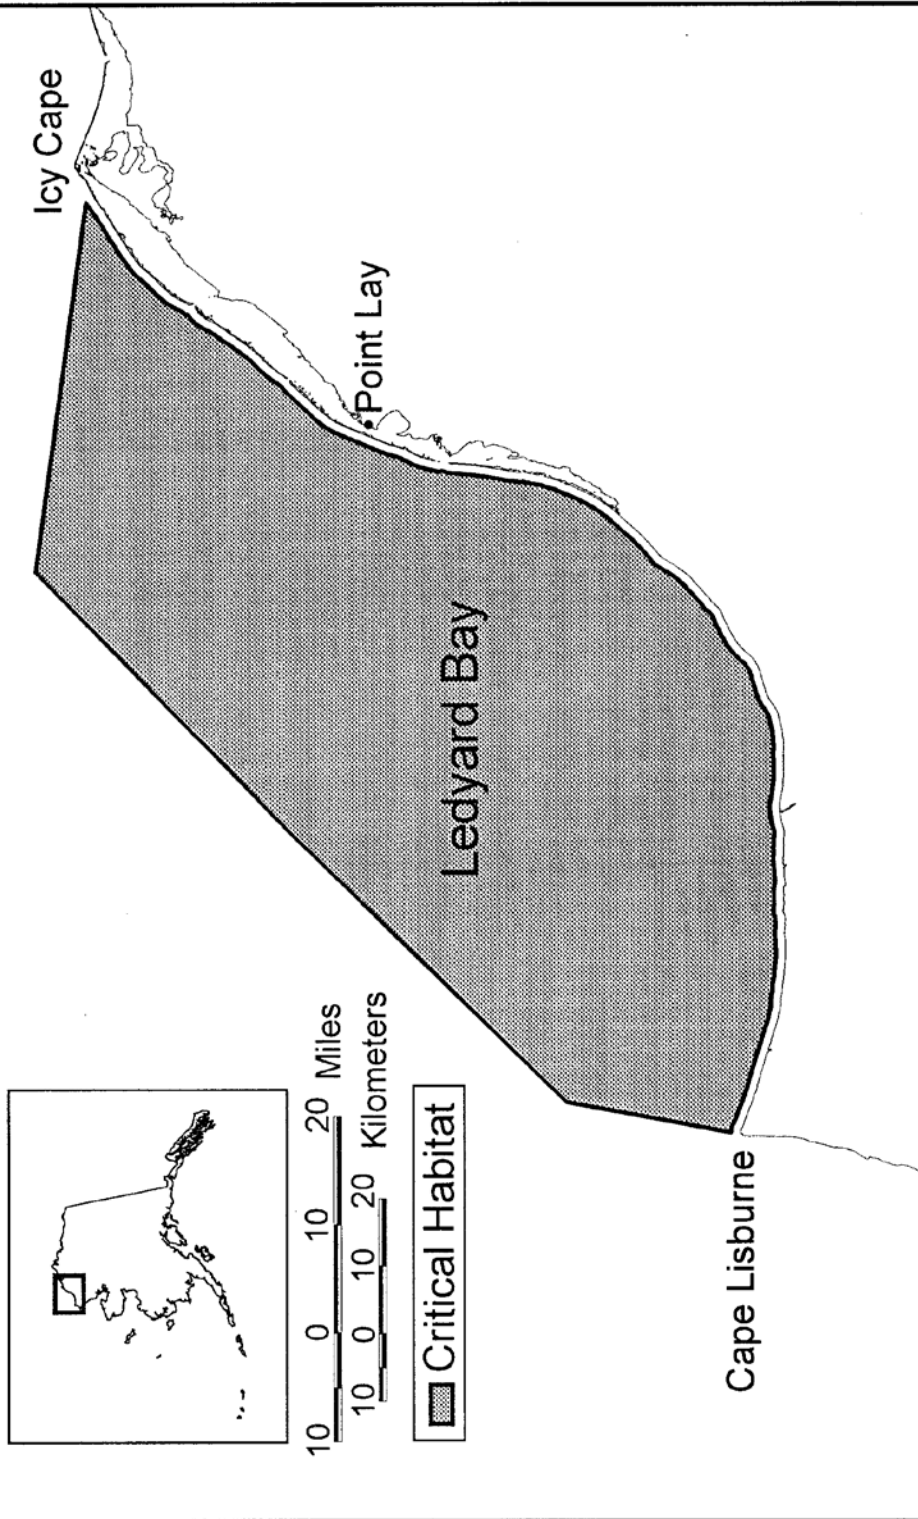 Icy Cape
Point Lay
Ledyard Bay
10 0 10 20 Miles
10 0 10 20 Kilometers
Critical Habitat
Cape Lisburne